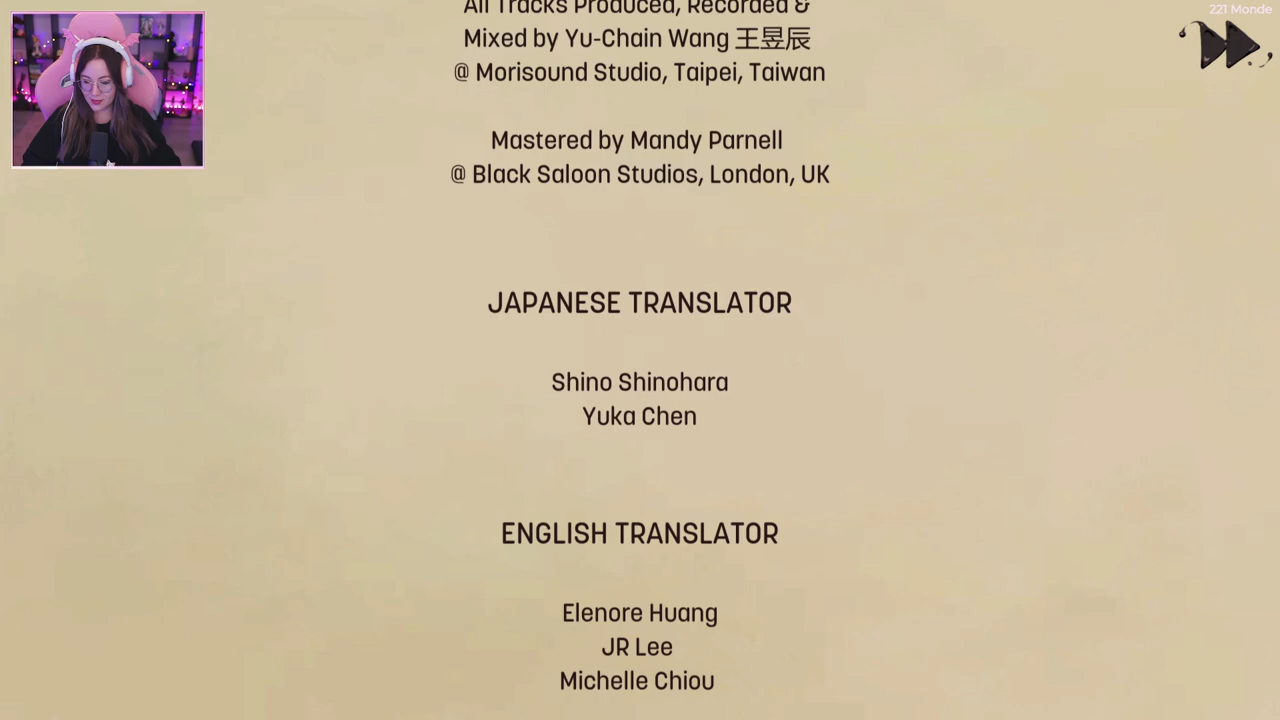 221 Monde
All Tracks Produced, Recorded &
Mixed by Yu-Chain Wang 王昱辰
@ Morisound Studio, Taipei, Taiwan
Mastered by Mandy Parnell
@ Black Saloon Studios, London, UK
JAPANESE TRANSLATOR
Shino Shinohara
Yuka Chen
ENGLISH TRANSLATOR
Elenore Huang
JR Lee
Michelle Chiou